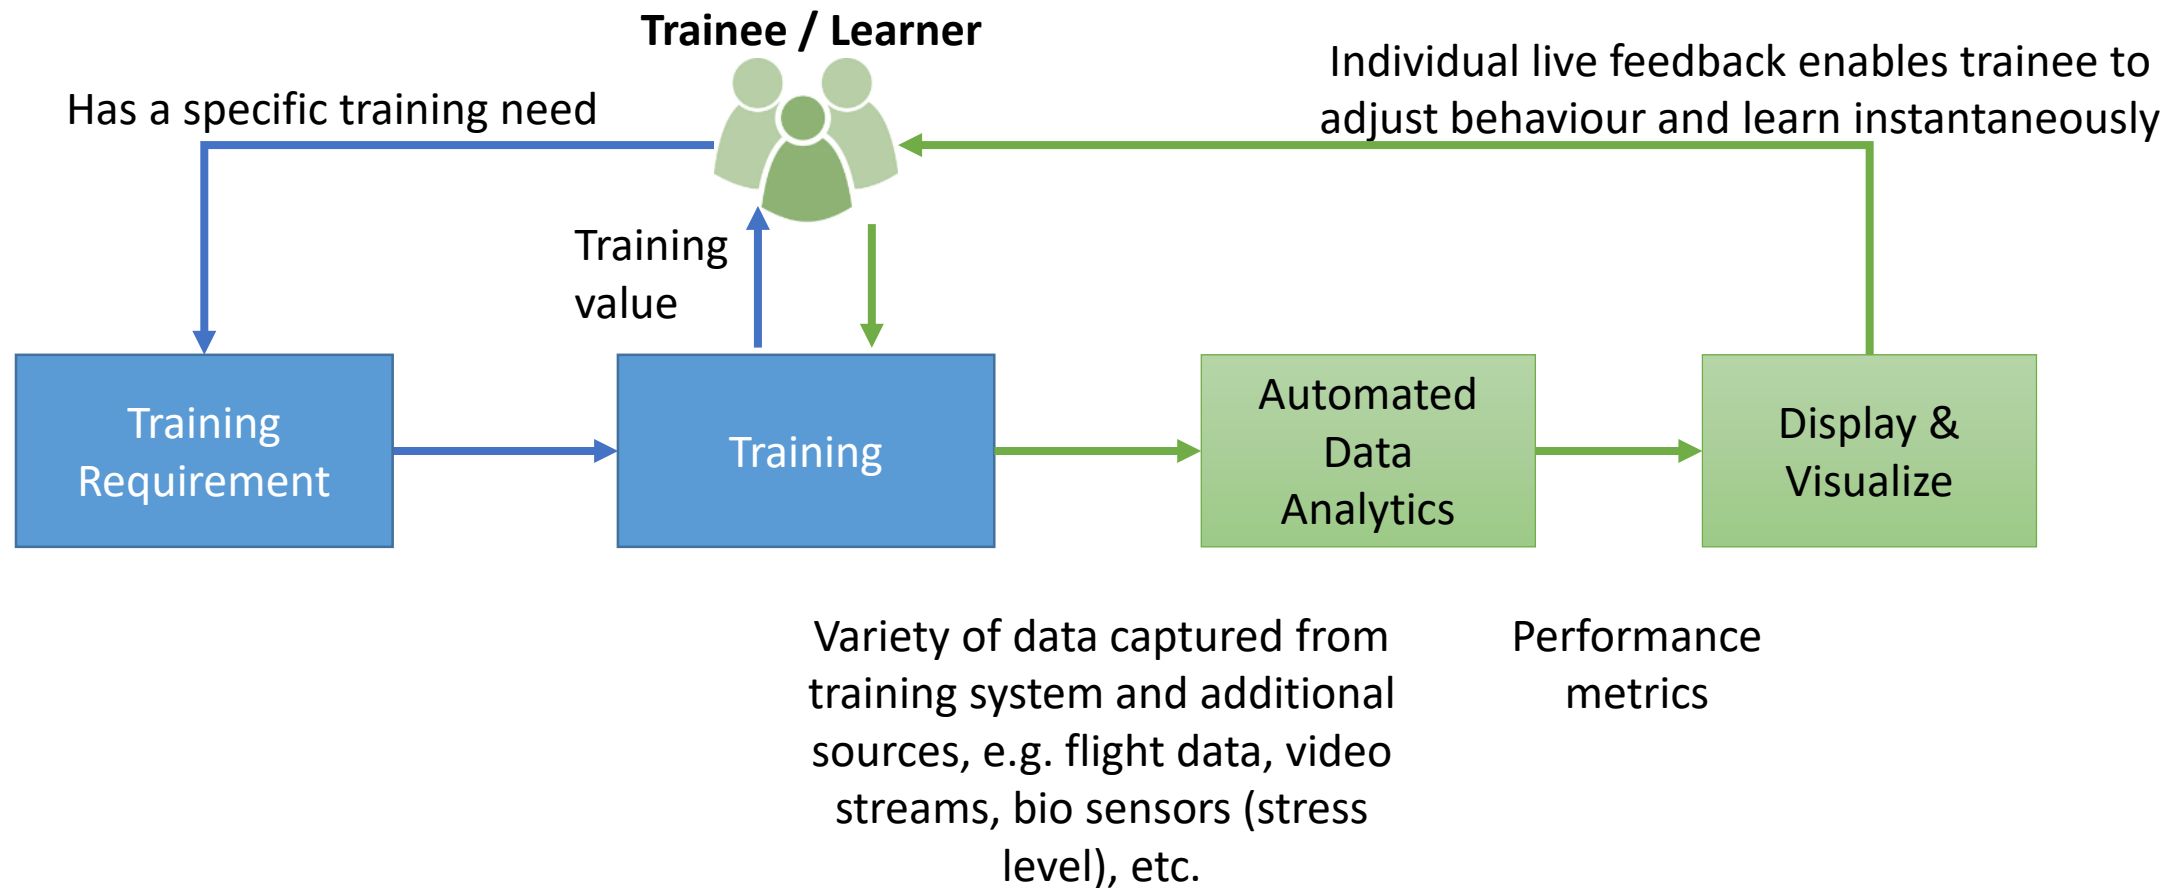 Trainee / Learner
Individual live feedback enables trainee to
adjust behaviour and learn instantaneously
Has a specific training need
Training
value
Training
Requirement
Training
Automated
Data
Analytics
Display &
Visualize
Variety of data captured from
training system and additional
sources, e.g. flight data, video
streams, bio sensors (stress
level), etc.
Performance
metrics